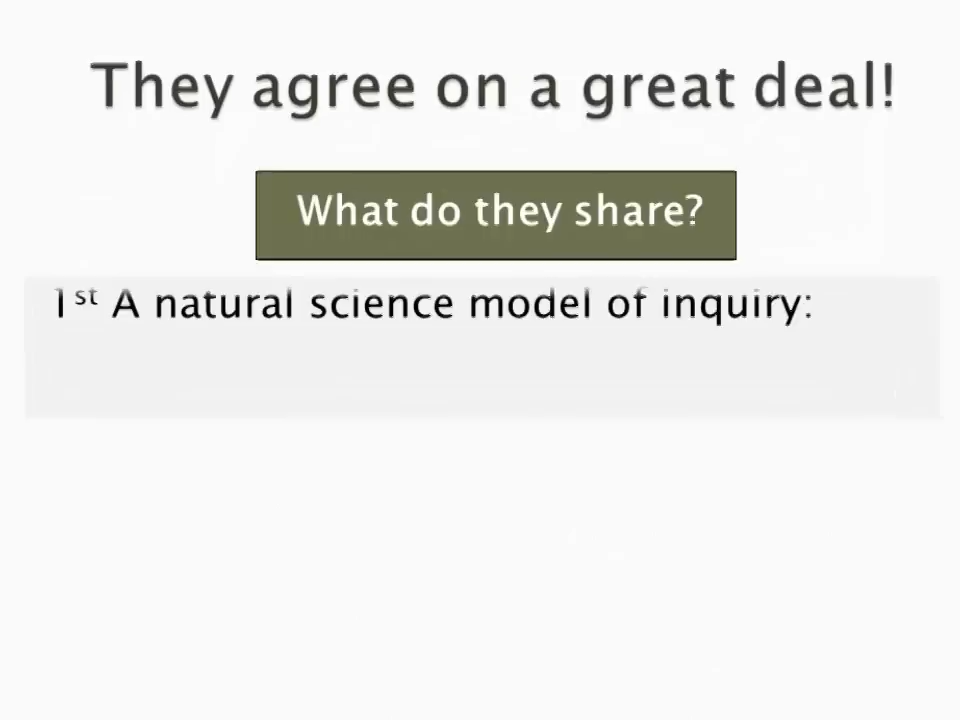 They agree on a great deal!
What do they share?
1st A natural science model of inquiry: